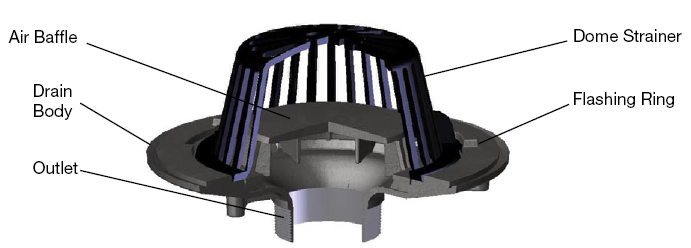 Air Baffle
Dome Strainer
Drain
Body
Flashing Ring
Outlet